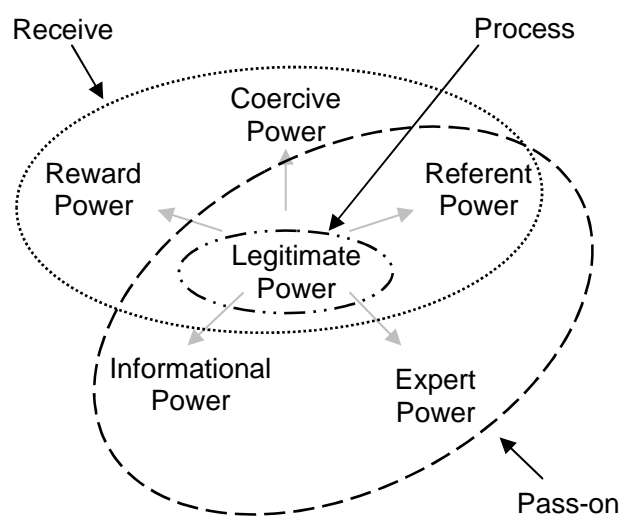 Receive
Process
Coercive
Power
Reward
Power
Referent
Power
Legitimate
Power
Informational
Power
Expert
Power
Pass-on